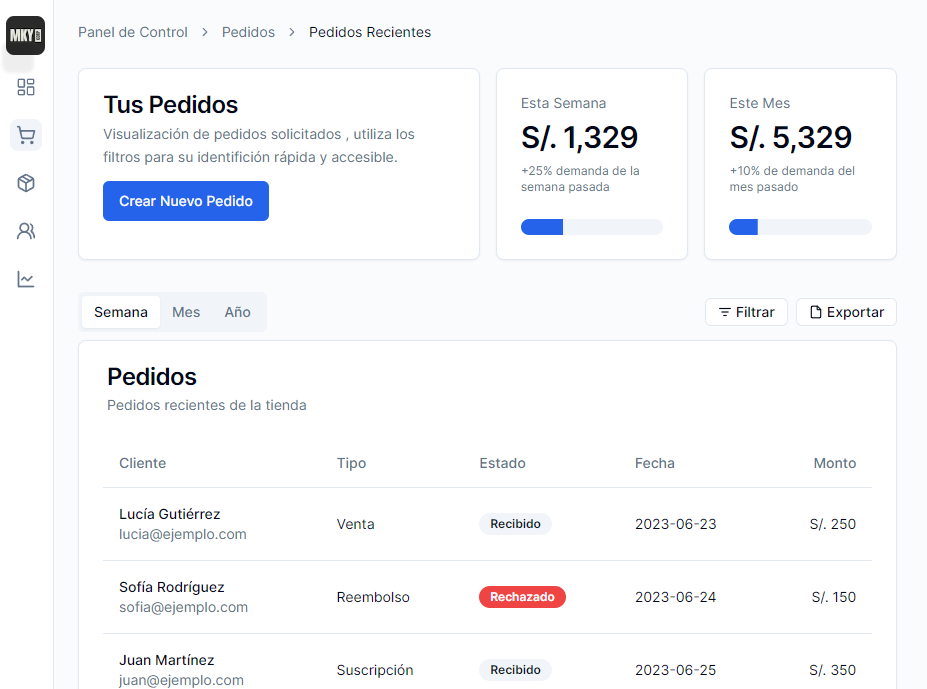 MKY
Panel de Control > Pedidos > Pedidos Recientes
Tus Pedidos
Visualización de pedidos solicitados , utiliza los
filtros para su identifición rápida y accesible.
Crear Nuevo Pedido
Esta Semana
S/. 1,329
+25% demanda de la
semana pasada
Este Mes
S/. 5,329
+10% de demanda del
mes pasado
Semana Mes Año
Filtrar Exportar
Pedidos
Pedidos recientes de la tienda
Cliente Tipo Estado Fecha Monto
Lucía Gutiérrez
lucia@ejemplo.com Venta Recibido 2023-06-23 S/. 250
Sofía Rodríguez
sofia@ejemplo.com Reembolso Rechazado 2023-06-24 S/. 150
Juan Martínez
juan@ejemplo.com Suscripción Recibido 2023-06-25 S/. 350